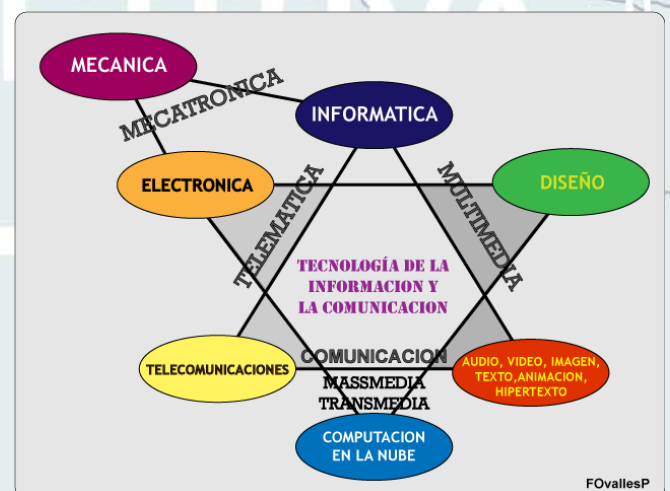 MECANICA
MECATRONICA
INFORMATICA
ELECTRONICA
DISEÑO
TELEMATICA
MULTIMEDIA
TECNOLOGÍA DE LA
INFORMACION Y
LA COMUNICACION
TELECOMUNICACIONES
COMUNICACION
MASSMEDIA
TRANSMEDIA
AUDIO, VIDEO, IMAGEN,
TEXTO,ANIMACION,
HIPERTEXTO
COMPUTACION
EN LA NUBE
FOvallesP